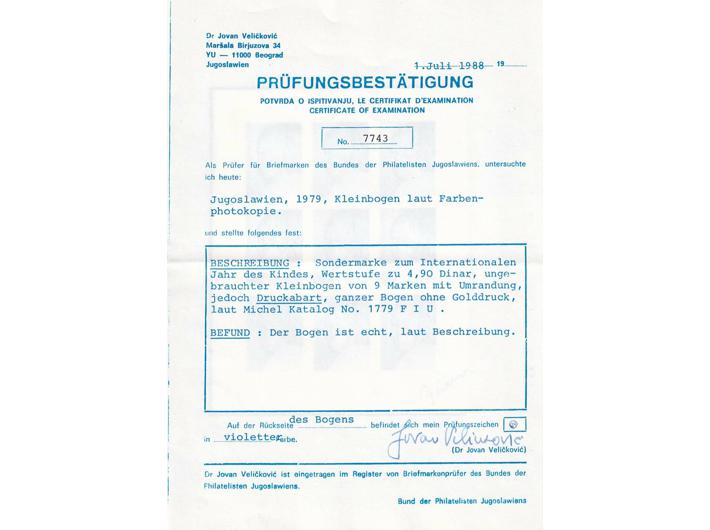 Dr Jovan Veličković
Maršala Birjuzova 34
YU — 11000 Beograd
Jugoslawien
1.Juli 1988 19
PRÜFUNGSBESTÄTIGUNG
POTVRDA O ISPITIVANJU, LE CERTIFIKAT D'EXAMINATION
CERTIFICATE OF EXAMINATION
No. 7743
Als Prüfer für Briefmarken des Bundes der Philatelisten Jugoslawiens, untersuchte
ich heute:
Jugoslawien, 1979, Kleinbogen laut Farben-
photokopie.
und stellte folgendes fest:
BESCHREIBUNG : Sondermarke zum Internationalen
Jahr des Kindes, Wertstufe zu 4,90 Dinar, unge-
brauchter Kleinbogen von 9 Marken mit Umrandung,
jedoch Druckabart, ganzer Bogen ohne Golddruck,
laut Michel Katalog No. 1779 F I U .
BEFUND : Der Bogen ist echt, laut Beschreibung.
Auf der Rückseite des Bogens befindet sich mein Prüfungszeichen
in violetter Farbe.
Jovan Veličković
(Dr Jovan Veličković)
Dr Jovan Veličković ist eingetragen im Register von Briefmarkenprüfer des Bundes der
Philatelisten Jugoslawiens.
Bund der Philatelisten Jugoslawiens